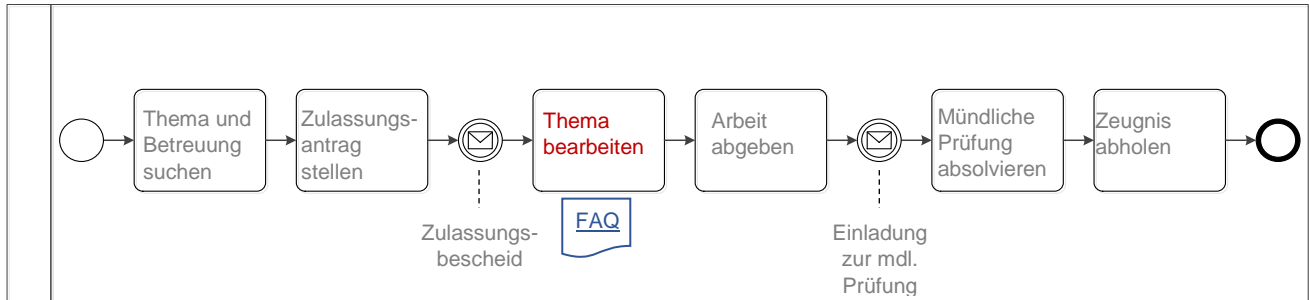 Thema und
Betreuung
suchen
Zulassungs-
antrag
stellen
Zulassungs-
bescheid
Thema
bearbeiten
FAQ
Arbeit
abgeben
Einladung
zur mdl.
Prüfung
Mündliche
Prüfung
absolvieren
Zeugnis
abholen